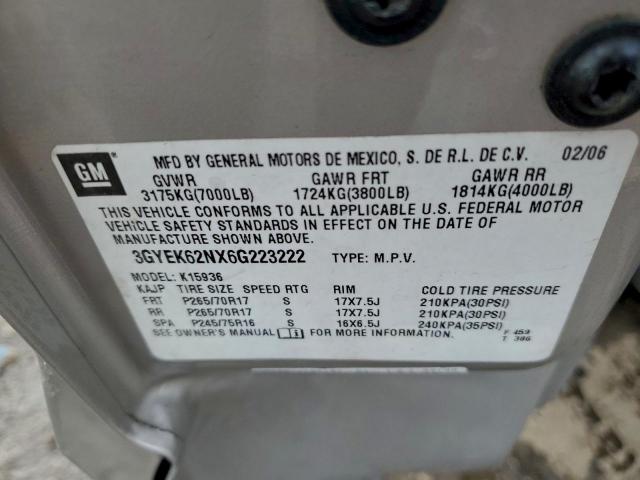 GM
MFD BY GENERAL MOTORS DE MEXICO, S. DE R.L. DE C.V. 02/06
GVWR GAWR FRT GAWR RR
3175KG(7000LB) 1724KG(3800LB) 1814KG(4000LB)
THIS VEHICLE CONFORMS TO ALL APPLICABLE U.S. FEDERAL MOTOR
VEHICLE SAFETY STANDARDS IN EFFECT ON THE DATE OF
MANUFACTURE SHOWN ABOVE.
3GYEK62NX6G223222 TYPE: M.P.V.
MODEL: K15936
KAJP TIRE SIZE SPEED RTG RIM COLD TIRE PRESSURE
FRT P265/70R17 S 17X7.5J 210KPA(30PSI)
RR P265/70R17 S 17X7.5J 210KPA(30PSI)
SPA P245/75R16 S 16X6.5J 240KPA(35PSI)
SEE OWNER'S MANUAL FOR MORE INFORMATION. F 459
T 386